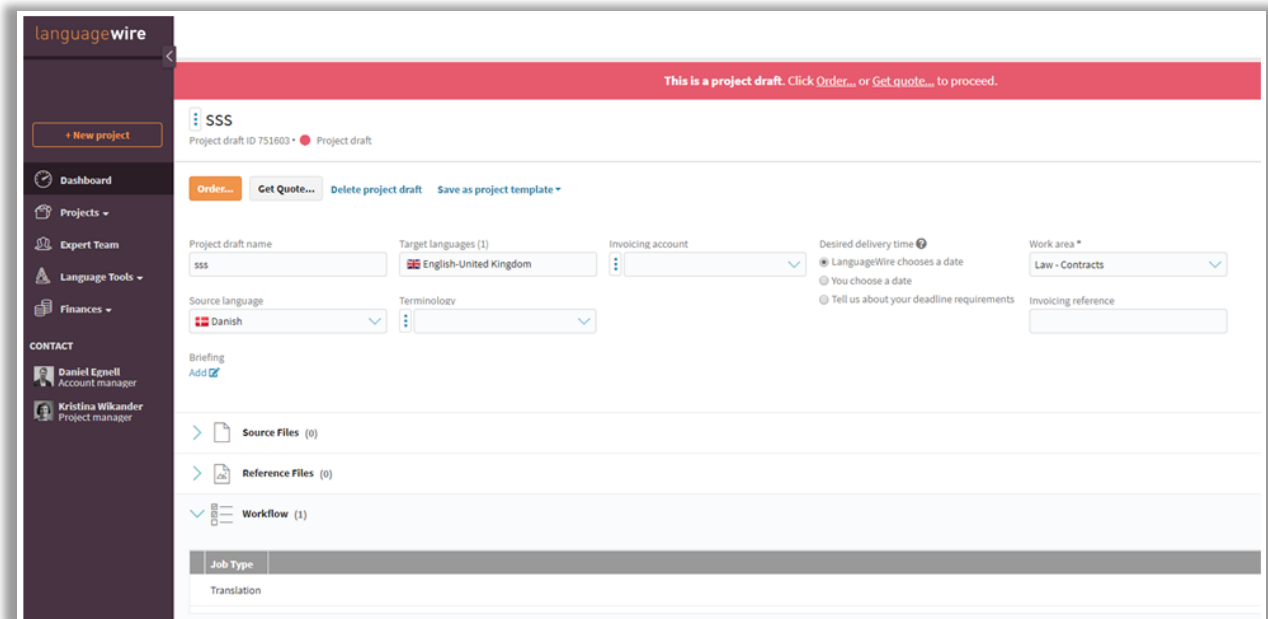 languagewire
This is a project draft. Click Order... or Get quote... to proceed.
+ New project
Dashboard
Projects
Expert Team
Language Tools
Finances
CONTACT
Daniel Egnell
Account manager
Kristina Wikander
Project manager
sss
Project draft ID 751603 • Project draft
Order... Get Quote... Delete project draft Save as project template
Project draft name Target languages (1) Invoicing account Desired delivery time Work area *
sss English-United Kingdom LanguageWire chooses a date Law - Contracts
You choose a date
Source language Terminology Tell us about your deadline requirements Invoicing reference
Danish
Briefing
Add
Source Files (0)
Reference Files (0)
Workflow (1)
Job Type
Translation